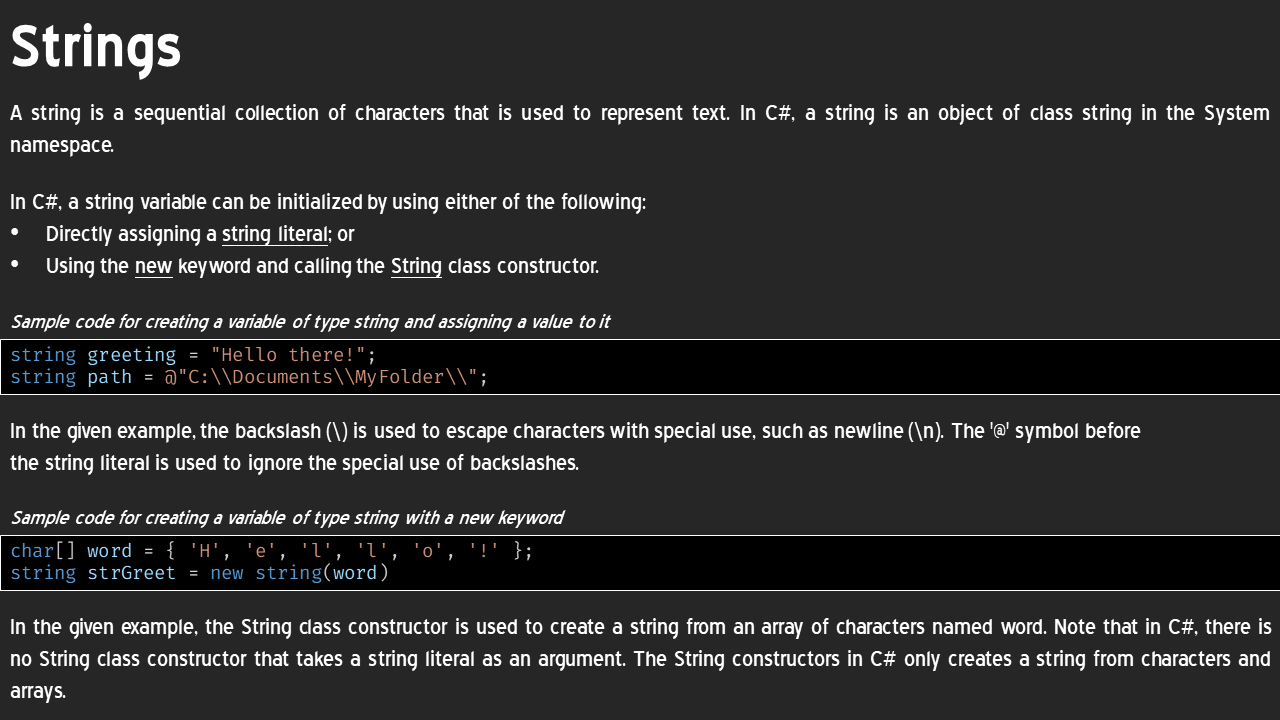 Strings
A string is a sequential collection of characters that is used to represent text. In C#, a string is an object of class string in the System
namespace.
In C#, a string variable can be initialized by using either of the following:
• Directly assigning a string literal; or
• Using the new keyword and calling the String class constructor.
Sample code for creating a variable of type string and assigning a value to it
string greeting = "Hello there!";
string path = @"C:\\Documents\\MyFolder\\";
In the given example, the backslash (\) is used to escape characters with special use, such as newline (\n). The '@' symbol before
the string literal is used to ignore the special use of backslashes.
Sample code for creating a variable of type string with a new keyword
char[] word = { 'H', 'e', 'l', 'l', 'o', '!' };
string strGreet = new string(word)
In the given example, the String class constructor is used to create a string from an array of characters named word. Note that in C#, there is
no String class constructor that takes a string literal as an argument. The String constructors in C# only creates a string from characters and
arrays.